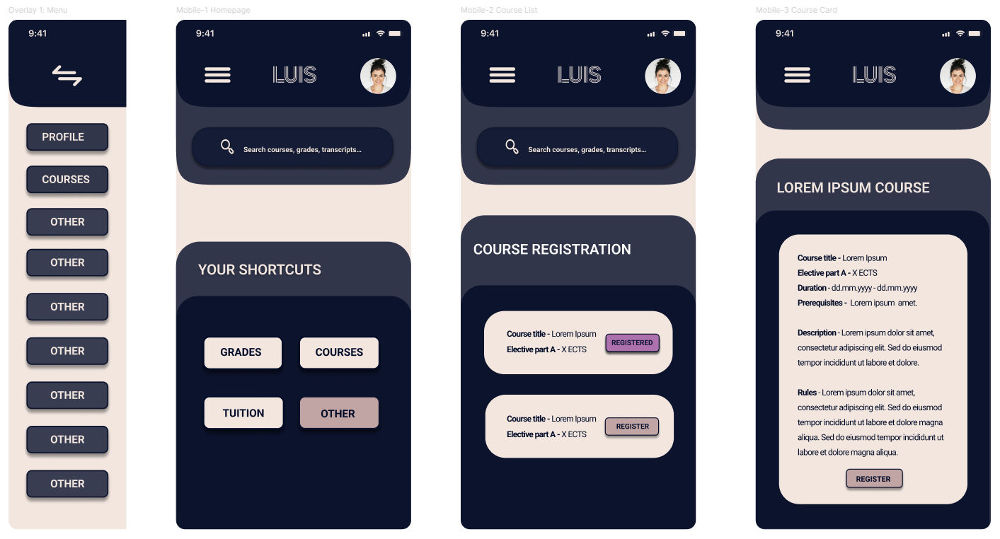 Overlay 1: Menu
9:41
PROFILE
COURSES
OTHER
OTHER
OTHER
OTHER
OTHER
OTHER
OTHER
Mobile-1 Homepage
9:41
LUIS
Search courses, grades, transcripts...
YOUR SHORTCUTS
GRADES
COURSES
TUITION
OTHER
Mobile-2 Course List
9:41
LUIS
Search courses, grades, transcripts...
COURSE REGISTRATION
Course title - Lorem Ipsum
Elective part A - X ECTS
REGISTERED
Course title - Lorem Ipsum
Elective part A - X ECTS
REGISTER
Mobile-3 Course Card
9:41
LUIS
LOREM IPSUM COURSE
Course title - Lorem Ipsum
Elective part A - X ECTS
Duration - dd.mm.yyyy - dd.mm.yyyy
Prerequisites - Lorem ipsum amet.
Description - Lorem ipsum dolor sit amet,
consectetur adipiscing elit. Sed do eiusmod
tempor incididunt ut labore et dolore.
Rules - Lorem ipsum dolor sit amet,
consectetur adipiscing elit. Sed do eiusmod
tempor incididunt ut labore et dolore magna
aliqua. Sed do eiusmod tempor incididunt ut
labore et dolore magna aliqua.
REGISTER